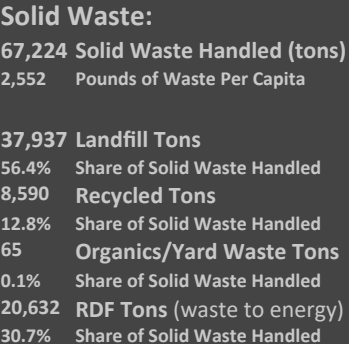 Solid Waste:
67,224 Solid Waste Handled (tons)
2,552 Pounds of Waste Per Capita
37,937 Landfill Tons
56.4% Share of Solid Waste Handled
8,590 Recycled Tons
12.8% Share of Solid Waste Handled
65 Organics/Yard Waste Tons
0.1% Share of Solid Waste Handled
20,632 RDF Tons (waste to energy)
30.7% Share of Solid Waste Handled